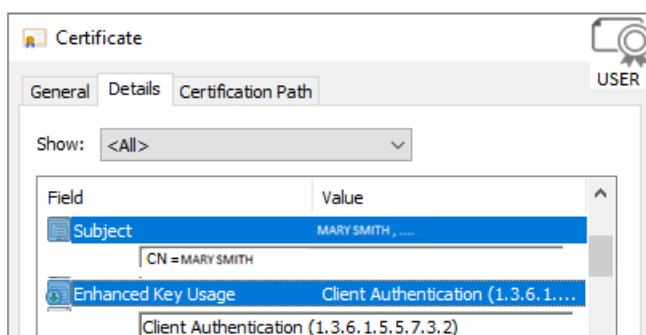 Certificate
USER
General Details Certification Path
Show: <All>
Field Value
Subject MARY SMITH , ....
CN = MARY SMITH
Enhanced Key Usage Client Authentication (1.3.6.1....
Client Authentication (1.3.6.1.5.5.7.3.2)